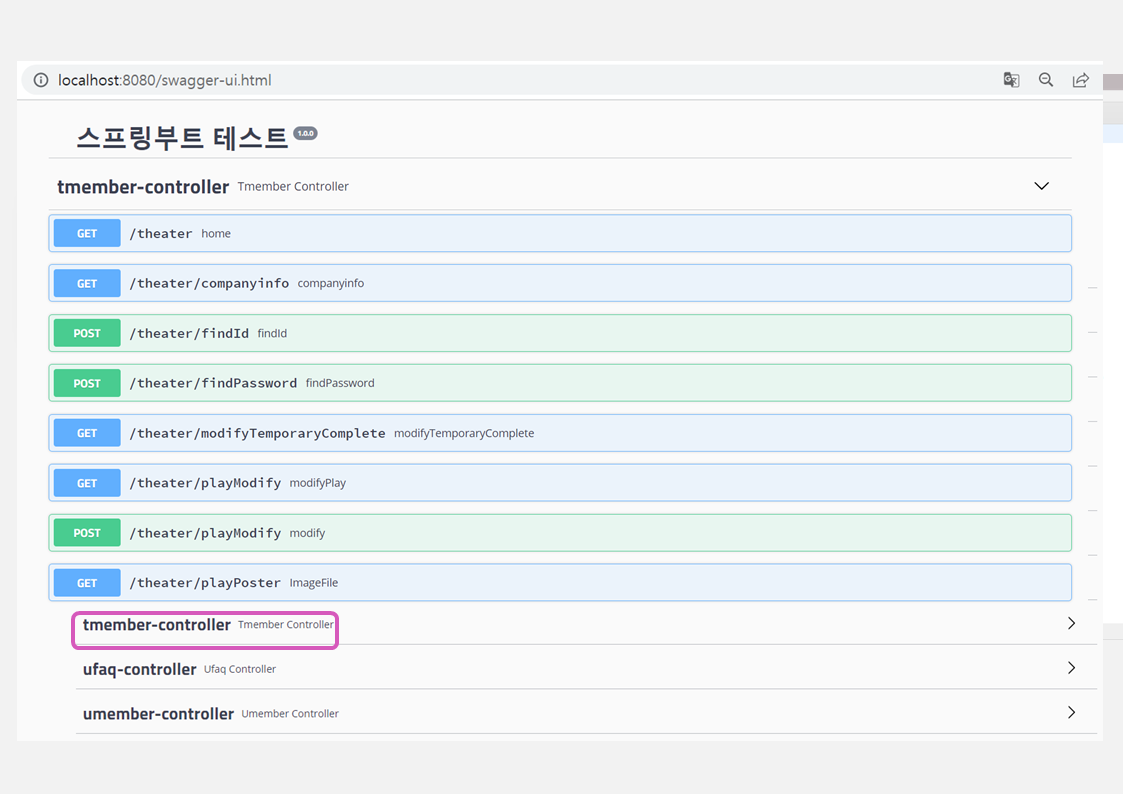 localhost:8080/swagger-ui.html
스프링부트 테스트 1.0.0
tmember-controller Tmember Controller
GET /theater home
GET /theater/companyinfo companyinfo
POST /theater/findId findId
POST /theater/findPassword findPassword
GET /theater/modifyTemporaryComplete modifyTemporaryComplete
GET /theater/playModify modifyPlay
POST /theater/playModify modify
GET /theater/playPoster ImageFile
tmember-controller Tmember Controller
ufaq-controller Ufaq Controller
umember-controller Umember Controller